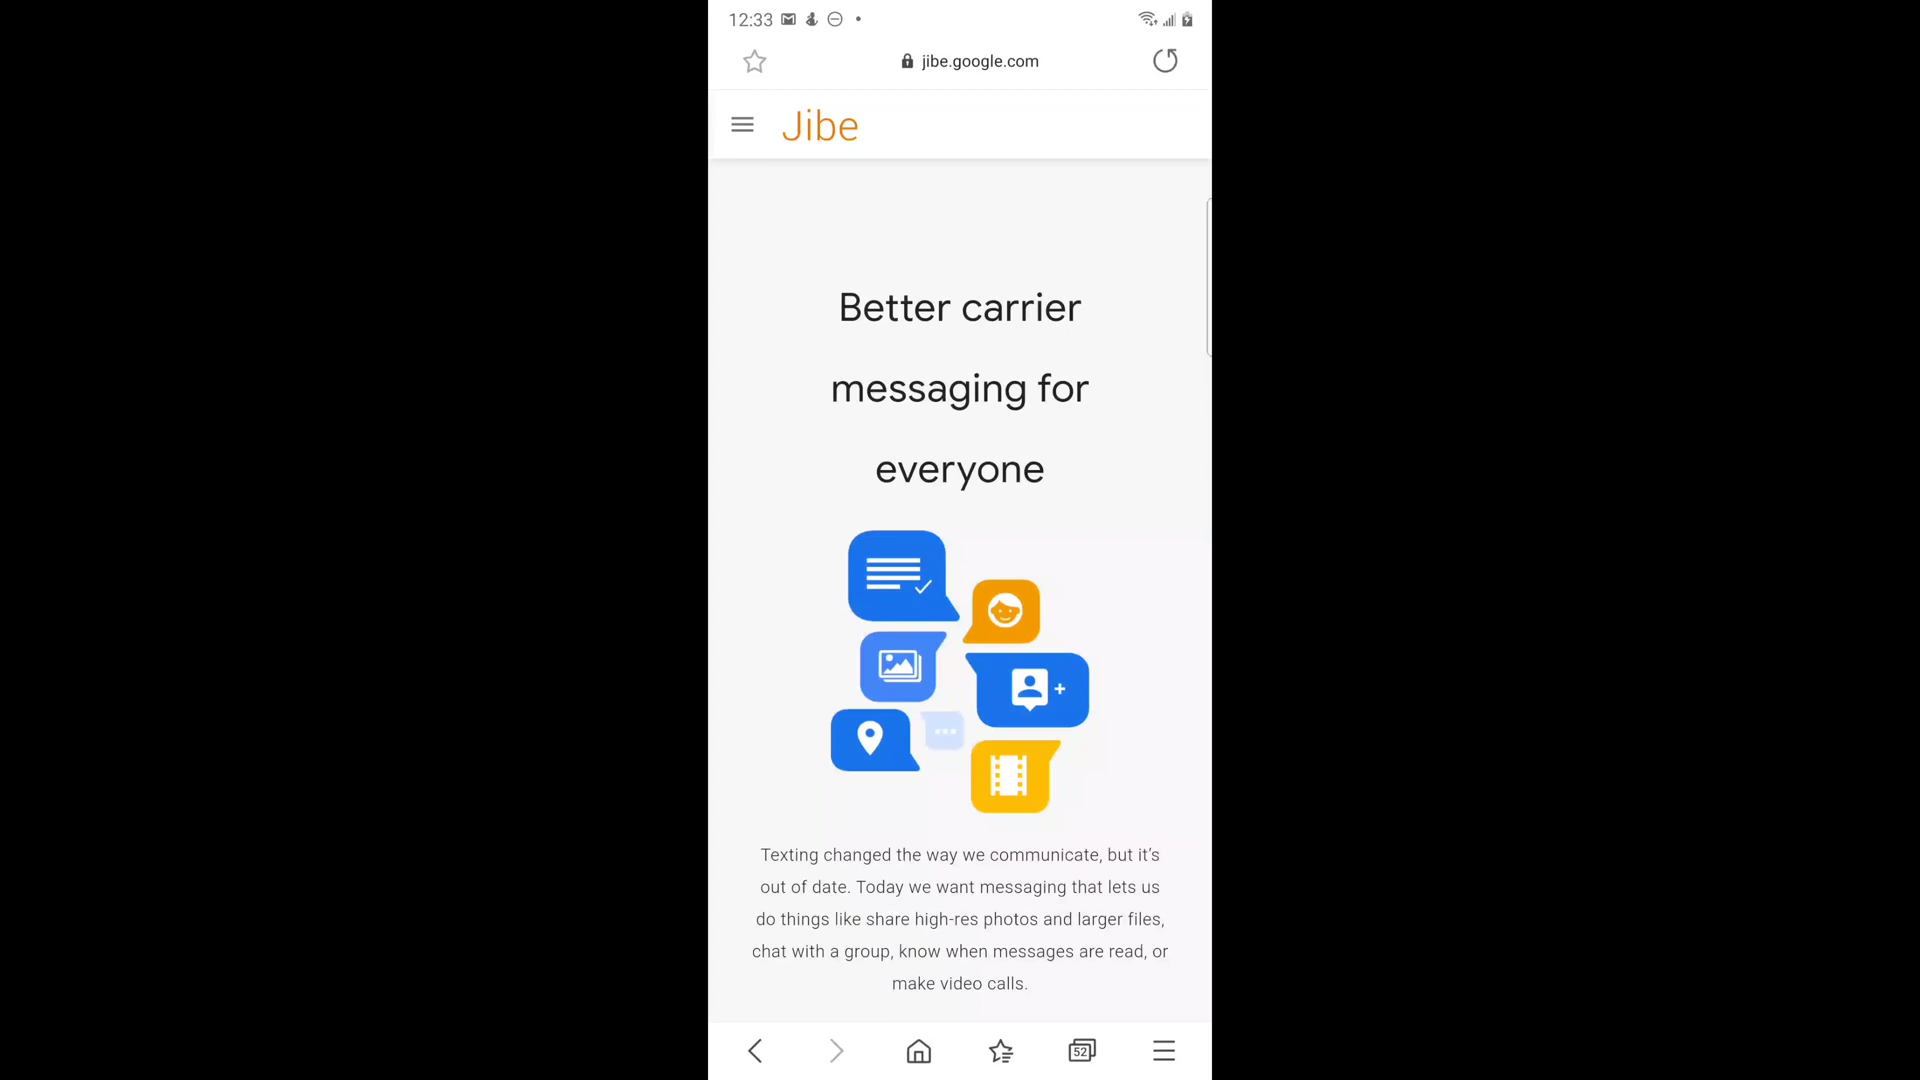 12:33
jibe.google.com
Jibe
Better carrier
messaging for
everyone
Texting changed the way we communicate, but it’s
out of date. Today we want messaging that lets us
do things like share high-res photos and larger files,
chat with a group, know when messages are read, or
make video calls.
52